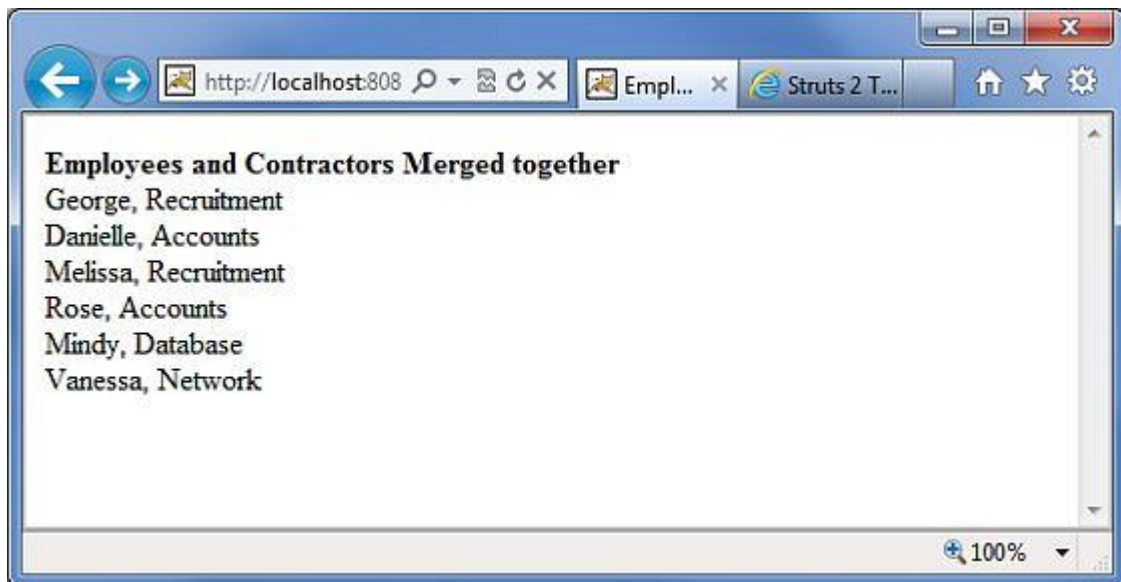 http://localhost:808
Empl...
Struts 2 T...
Employees and Contractors Merged together
George, Recruitment
Danielle, Accounts
Melissa, Recruitment
Rose, Accounts
Mindy, Database
Vanessa, Network
100%